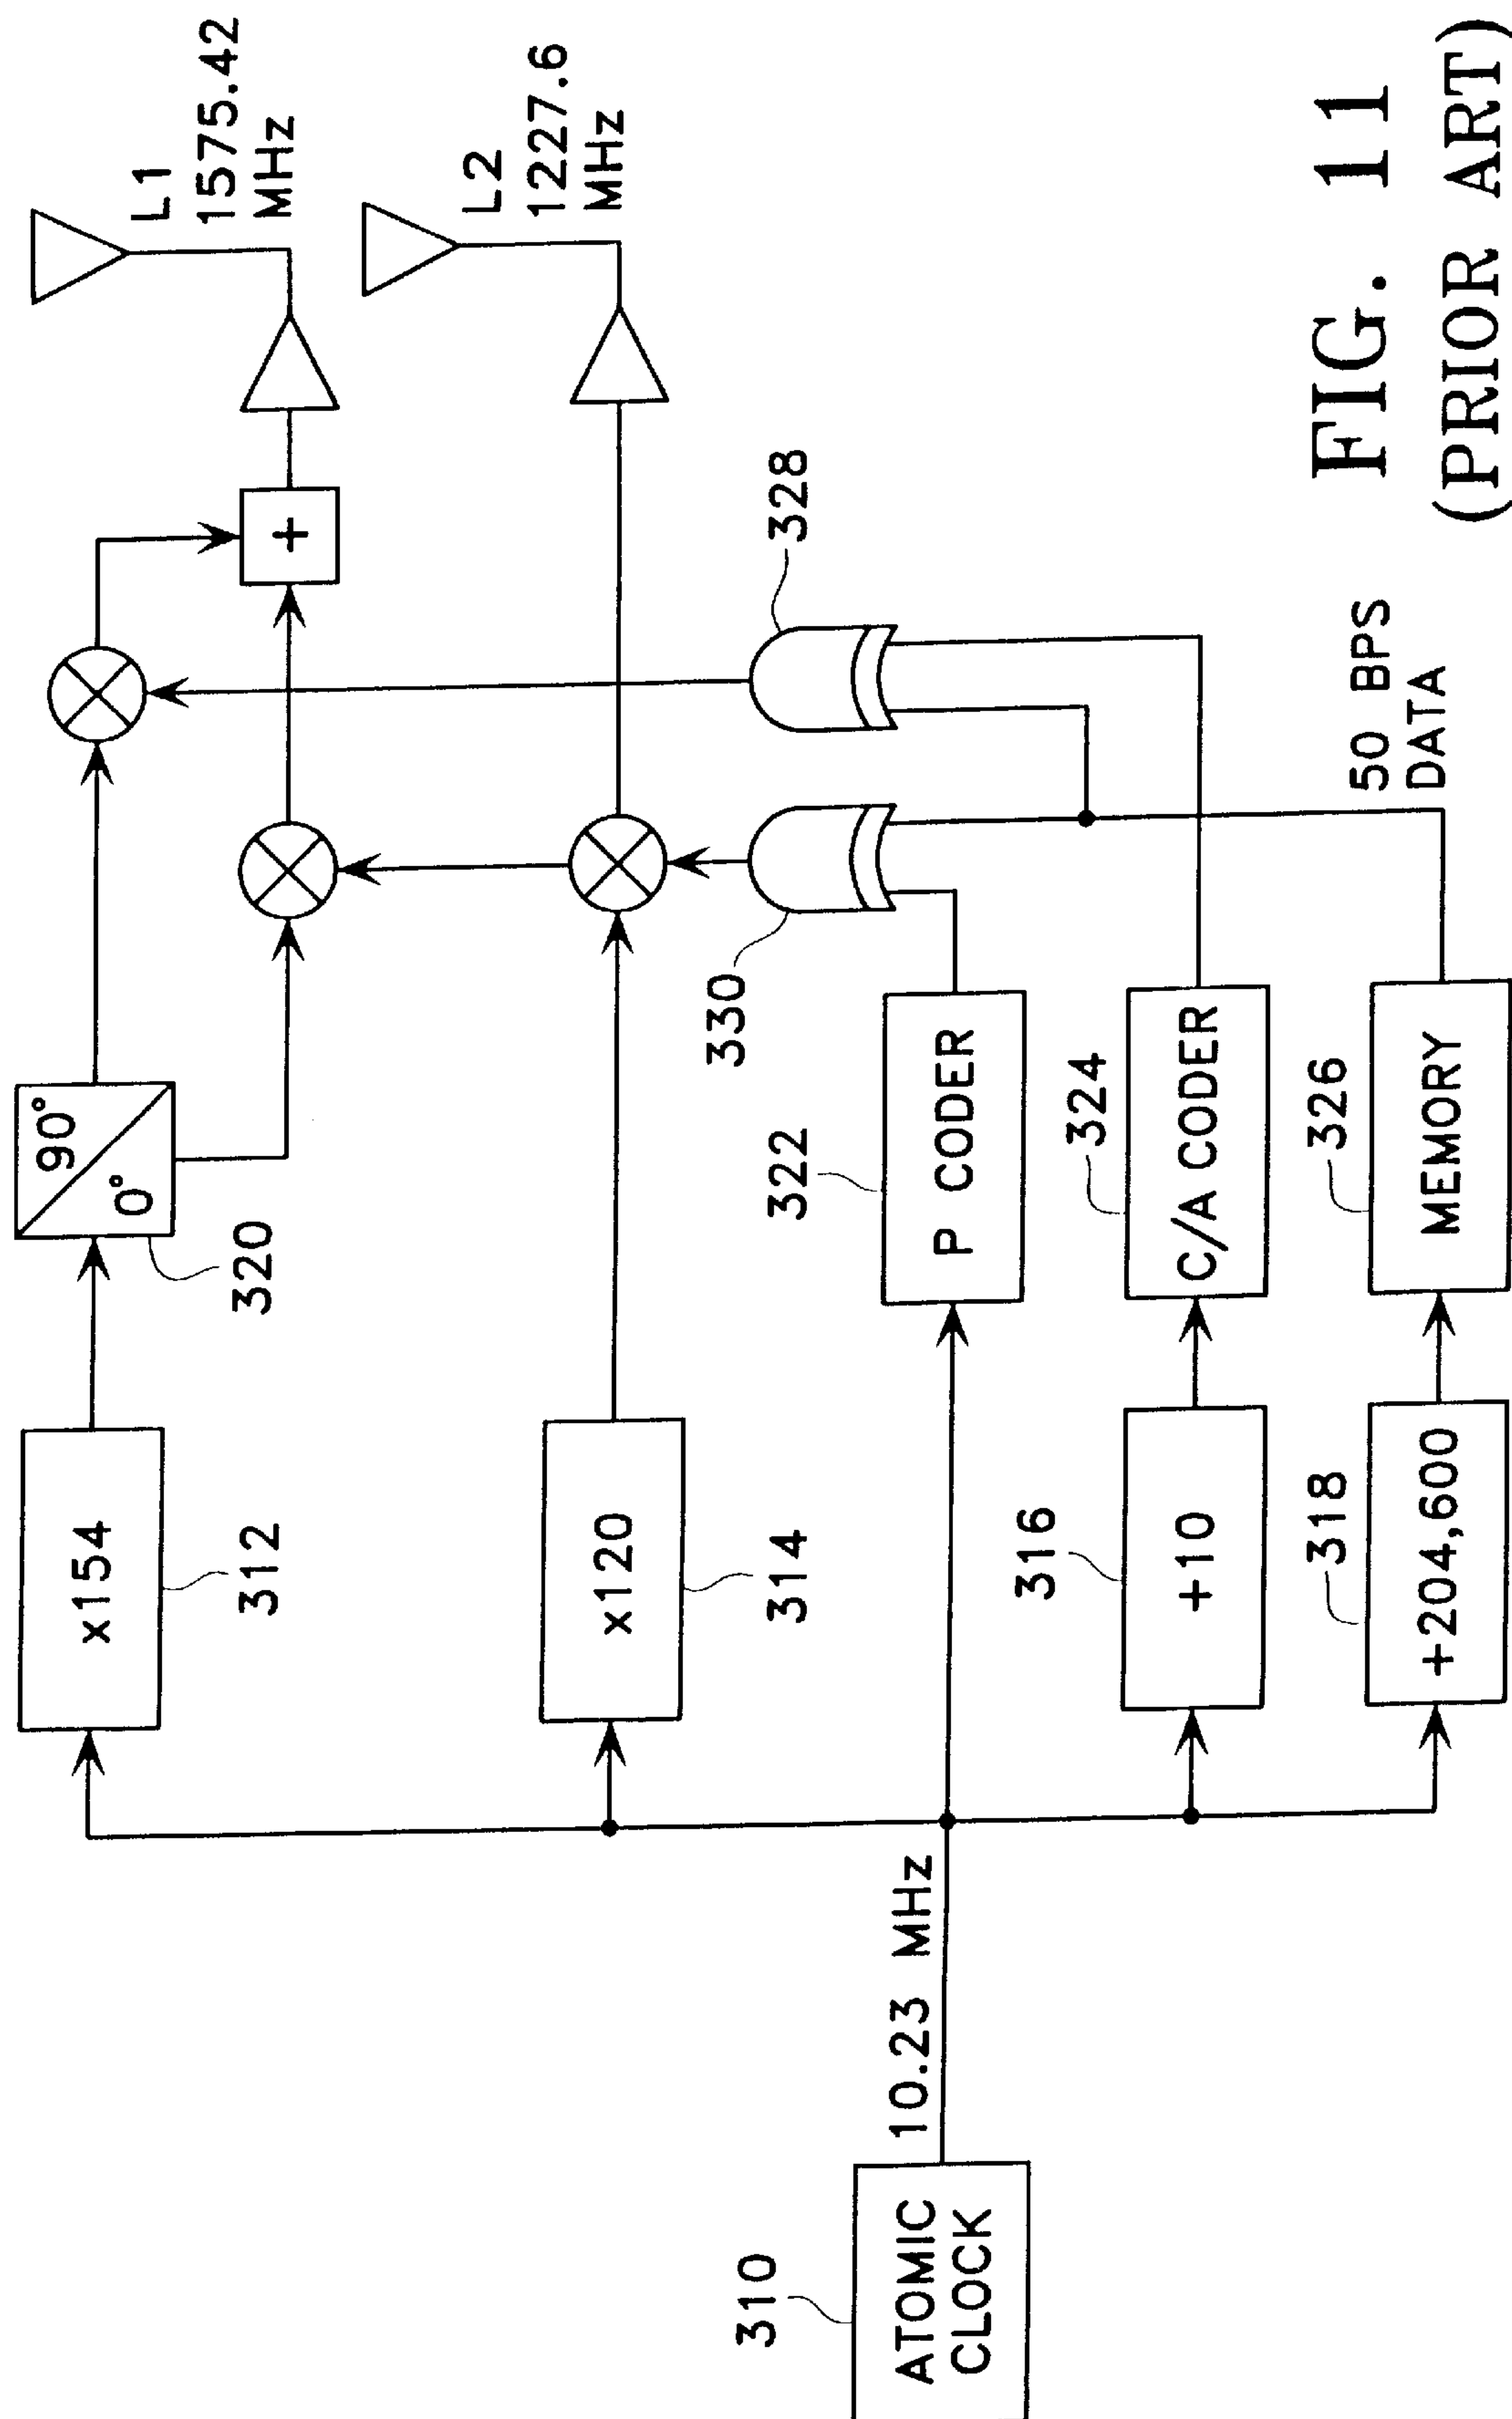 310
ATOMIC
CLOCK
10.23 MHz
x154
312
x120
314
316
+10
318
+204,600
90°
0°
320
322
P CODER
324
C/A CODER
326
MEMORY
330
328
50 BPS
DATA
L1
1575.42
MHz
L2
1227.6
MHz
FIG. 11
(PRIOR ART)